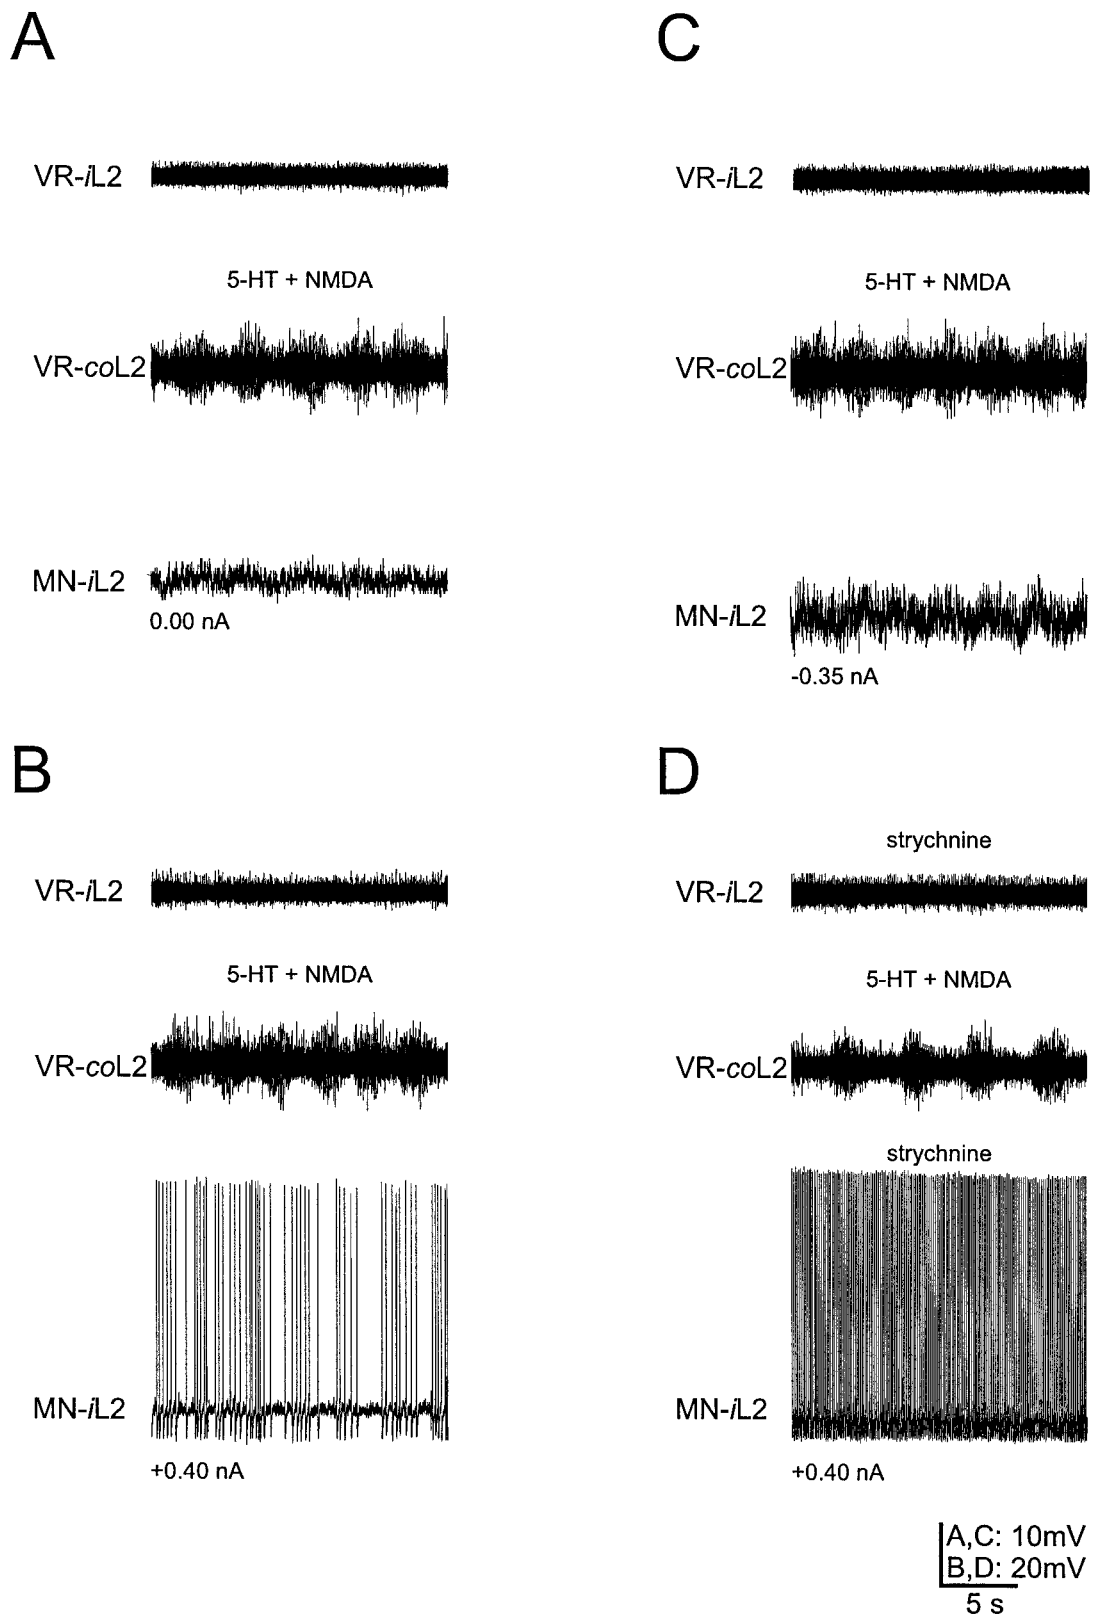 A
VR-iL2
5-HT + NMDA
VR-coL2
MN-iL2
0.00 nA
B
VR-iL2
5-HT + NMDA
VR-coL2
MN-iL2
+0.40 nA
C
VR-iL2
5-HT + NMDA
VR-coL2
MN-iL2
-0.35 nA
D
strychnine
VR-iL2
5-HT + NMDA
VR-coL2
strychnine
MN-iL2
+0.40 nA
A,C: 10mV
B,D: 20mV
5 s